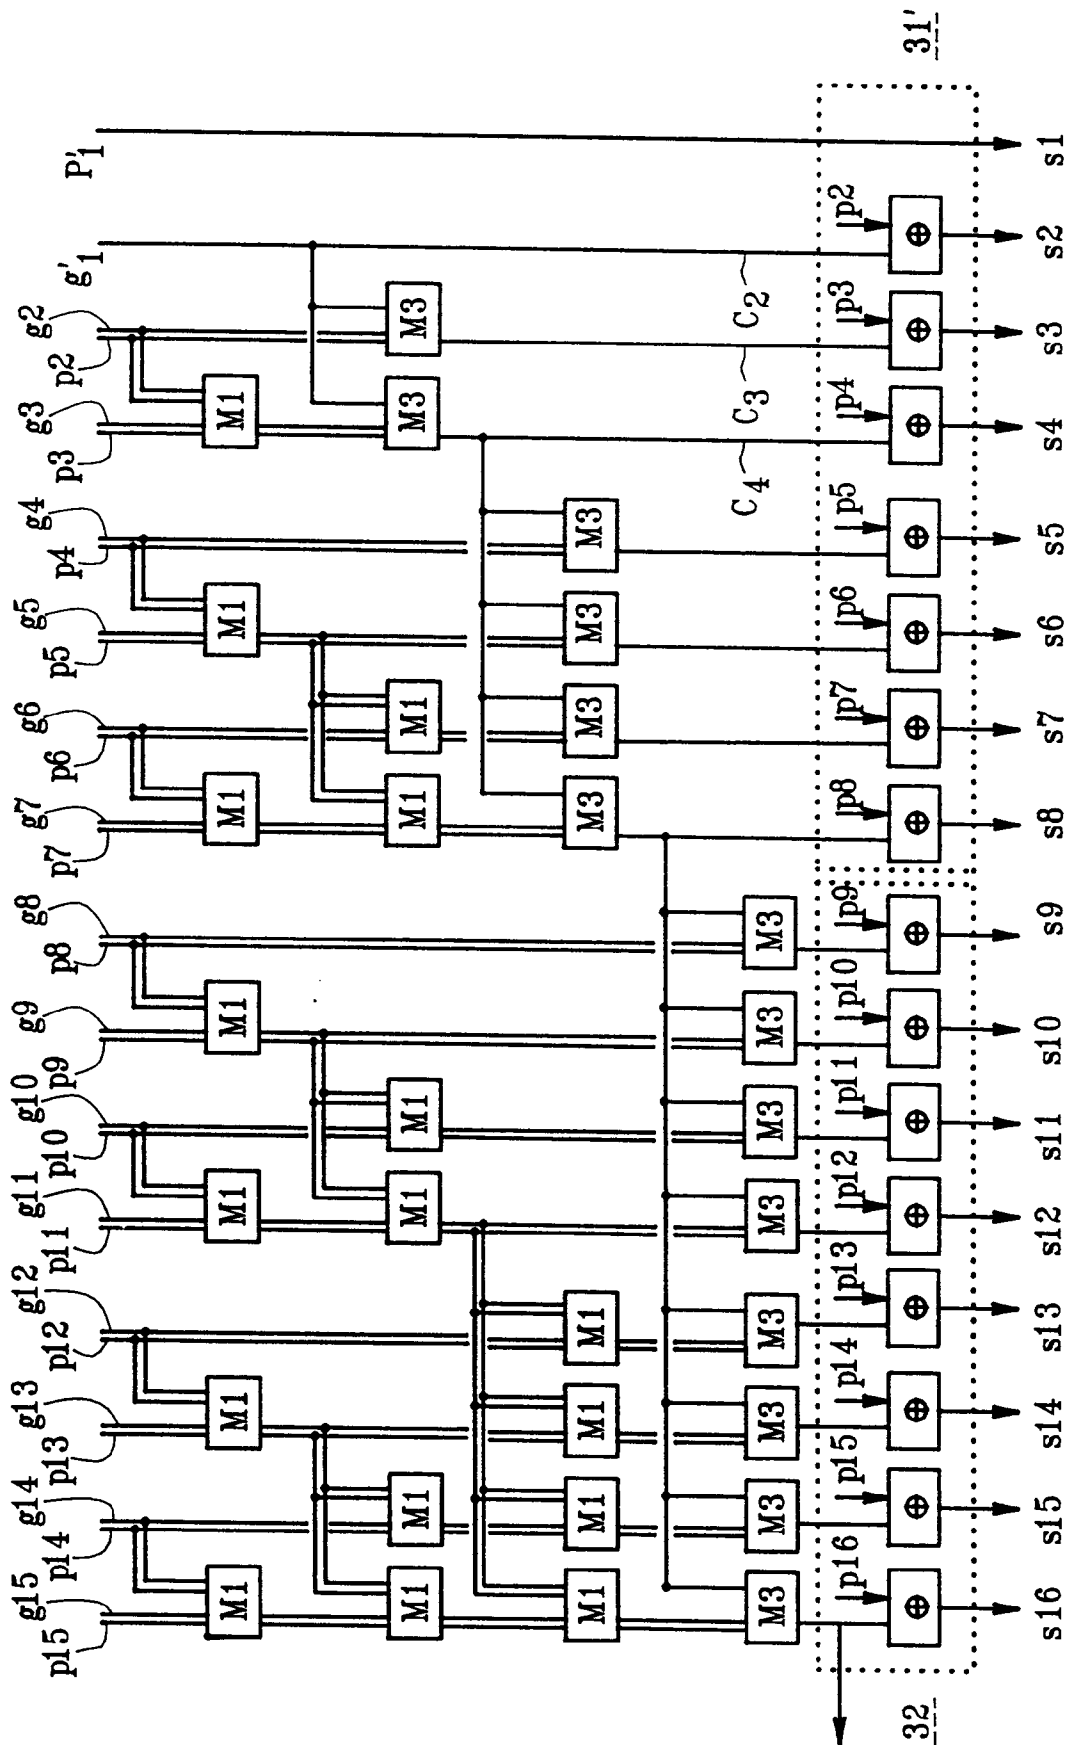 p15 g15 p14 g14 p13 g13 p12 g12 p11 g11 p10 g10 p9 g9 p8 g8 p7 g7 p6 g6 p5 g5 p4 g4 p3 g3 p2 g2 g'1 P'1
M1 M1 M1 M1 M1 M1 M1
M1 M1 M1 M1 M1 M1 M3 M3
M1 M1 M1 M1 M3 M3 M3 M3
M3 M3 M3 M3 M3 M3 M3 M3
C4 C3 C2
p16 p15 p14 p13 p12 p11 p10 p9 p8 p7 p6 p5 p4 p3 p2
32 31'
s16 s15 s14 s13 s12 s11 s10 s9 s8 s7 s6 s5 s4 s3 s2 s1